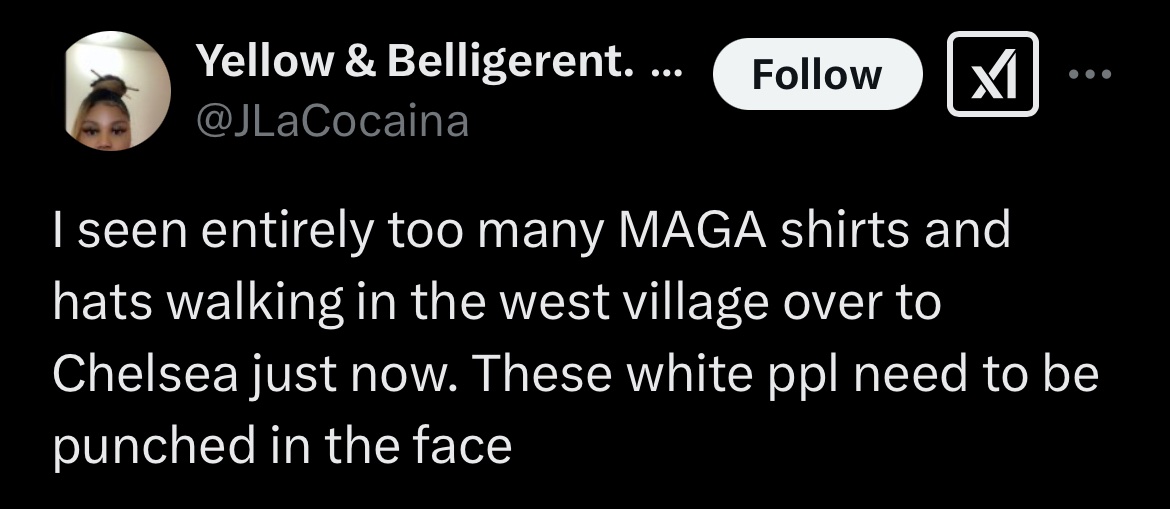 Yellow & Belligerent. ...
Follow
@JLaCocaina
I seen entirely too many MAGA shirts and
hats walking in the west village over to
Chelsea just now. These white ppl need to be
punched in the face